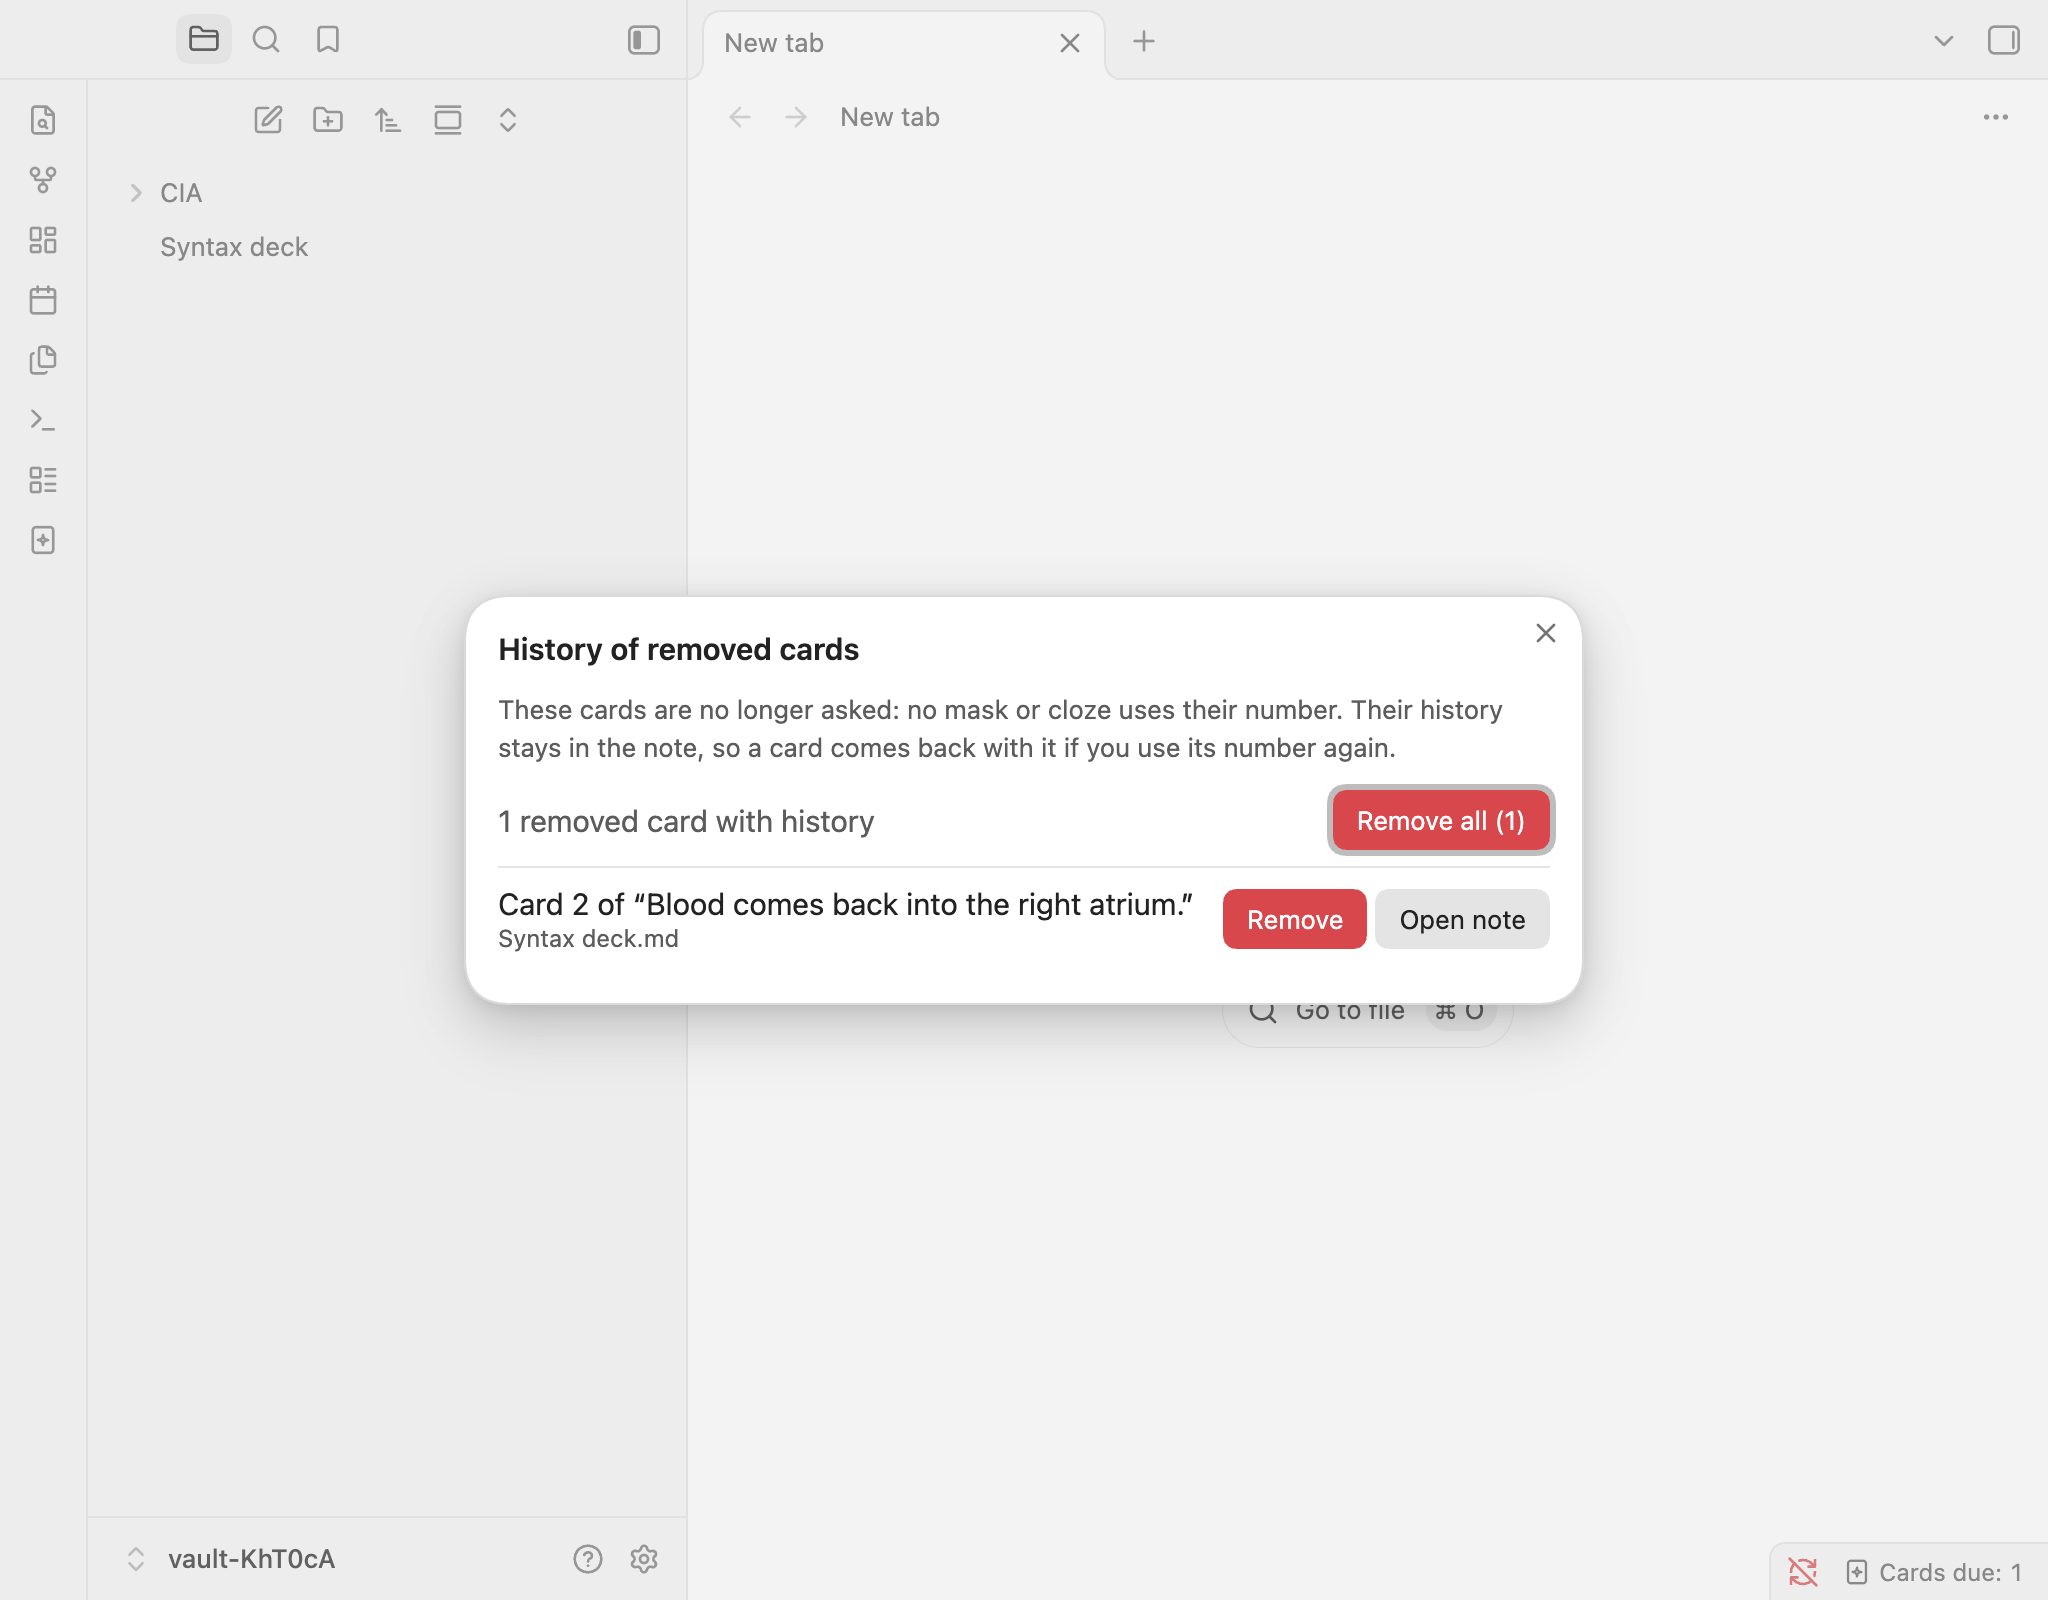 New tab
New tab
CIA
Syntax deck
History of removed cards
These cards are no longer asked: no mask or cloze uses their number. Their history
stays in the note, so a card comes back with it if you use its number again.
1 removed card with history
Remove all (1)
Card 2 of “Blood comes back into the right atrium.”
Syntax deck.md
Remove
Open note
Go to file ⌘ O
vault-KhT0cA
Cards due: 1